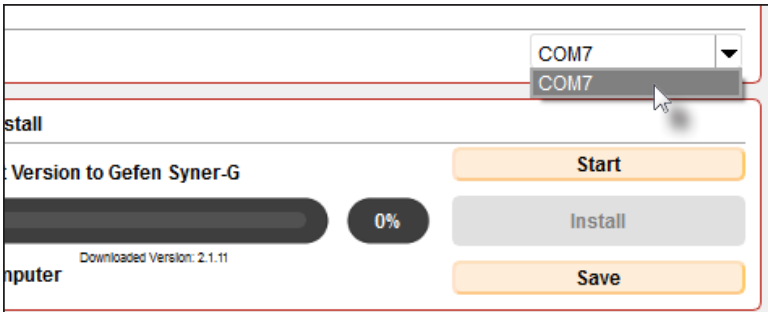 COM7
COM7
stall
Version to Gefen Syner-G
Start
0%
Install
Downloaded Version: 2.1.11
nputer
Save